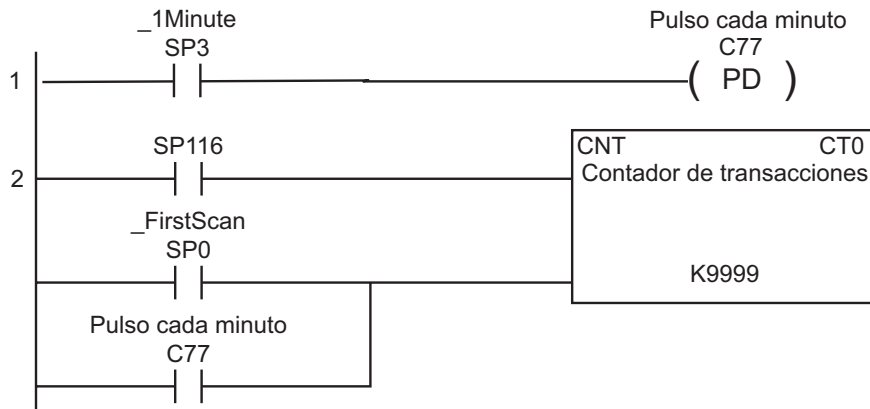 _1Minute
SP3
Pulso cada minuto
C77
1
( PD )
SP116
CNT CT0
2
Contador de transacciones
_FirstScan
SP0
K9999
Pulso cada minuto
C77